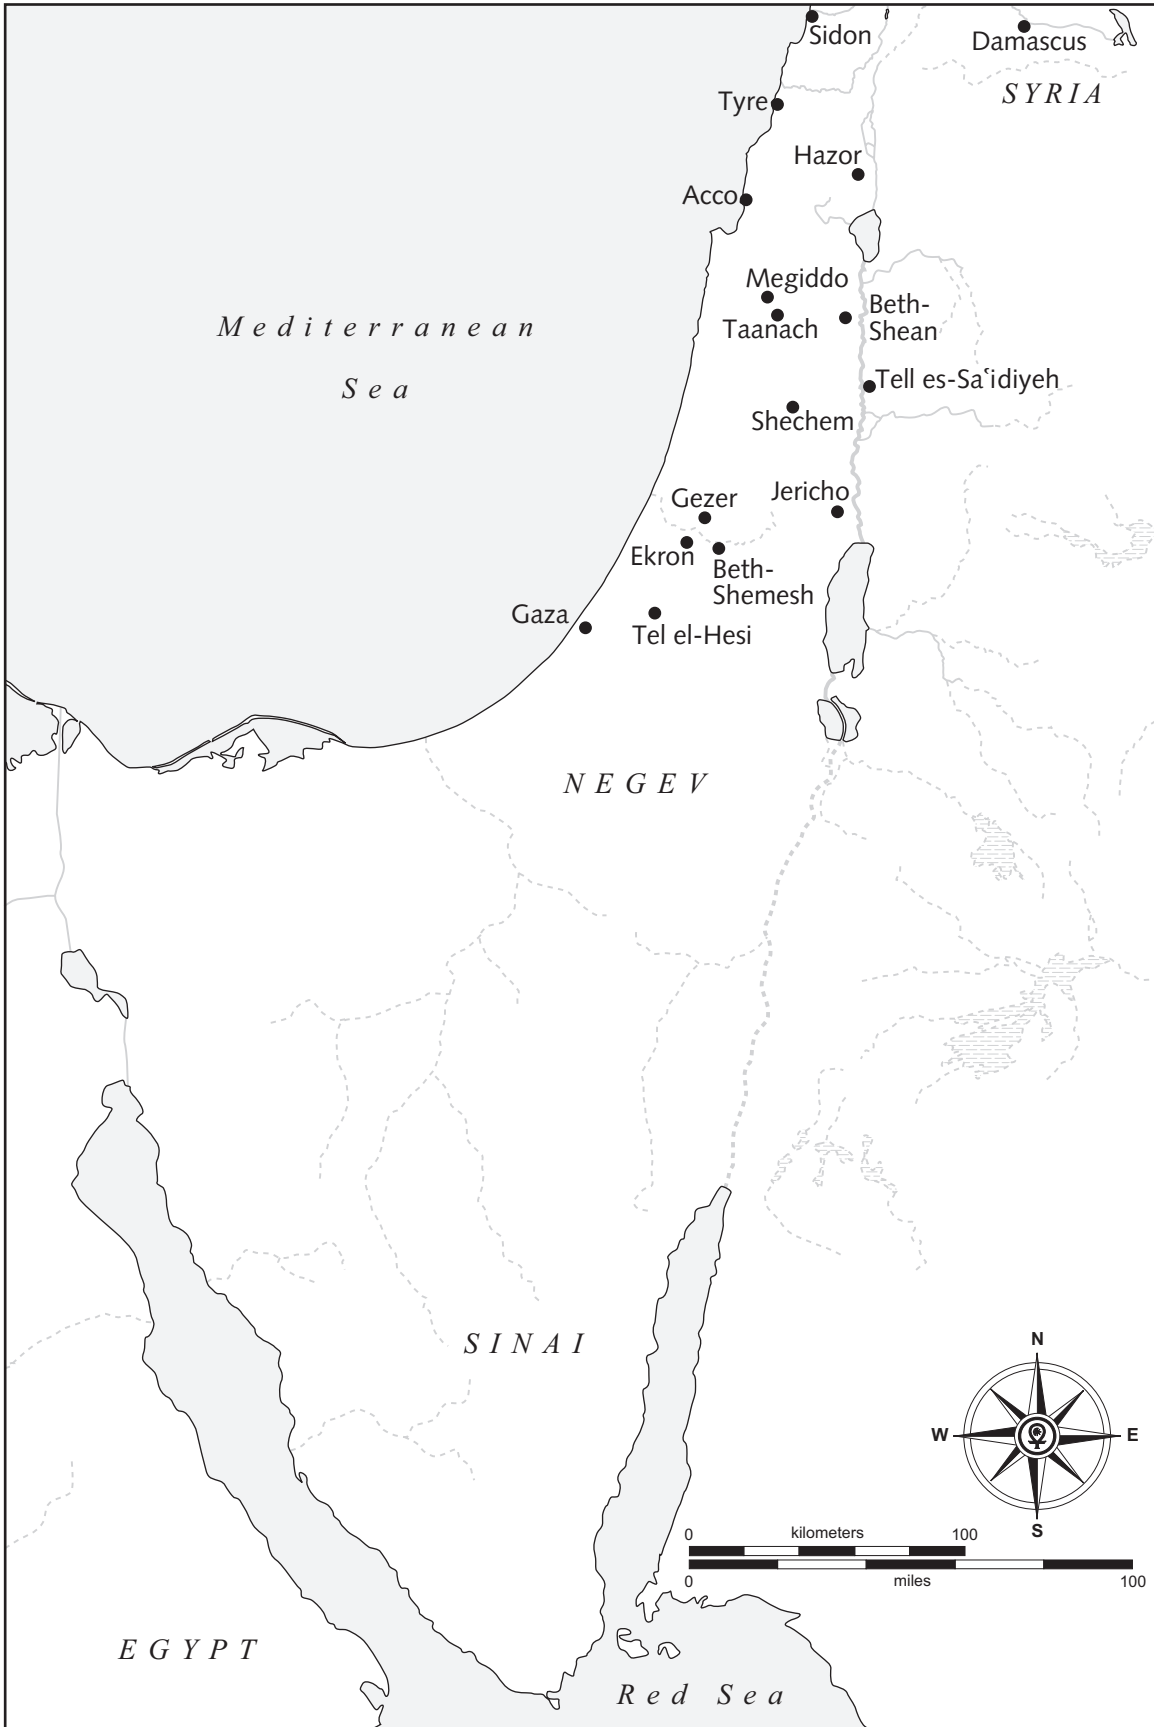 Sidon
Damascus
SYRIA
Tyre
Hazor
Acco
Megiddo
Taanach
Beth-
Shean
Mediterranean
Sea
Tell es-Saʿidiyeh
Shechem
Jericho
Gezer
Ekron
Beth-
Shemesh
Gaza
Tel el-Hesi
NEGEV
SINAI
N
W
E
S
0 kilometers 100
0 miles 100
EGYPT
Red Sea